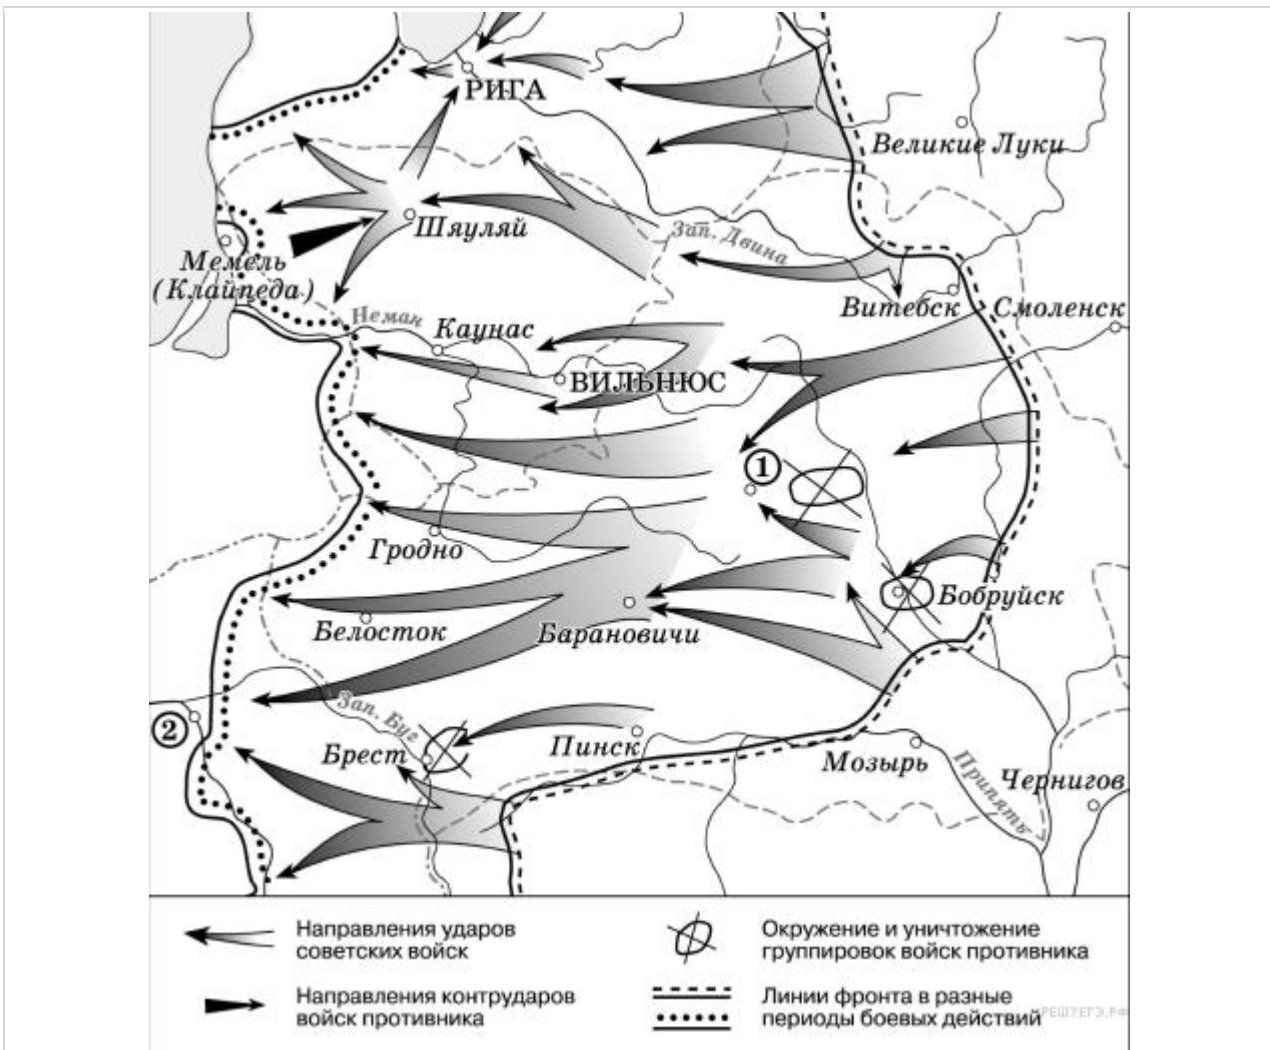 РИГА
Великие Луки
Шяуляй
Зап. Двина
Мемель
(Клайпеда)
Витебск
Смоленск
Неман
Каунас
ВИЛЬНЮС
1
Гродно
Бобруйск
Белосток
Барановичи
Зап. Буг
2
Брест
Пинск
Мозырь
Припять
Чернигов
Направления ударов
советских войск
Окружение и уничтожение
группировок войск противника
Направления контрударов
войск противника
Линии фронта в разные
периоды боевых действий
РЕШУЕГЭ.РФ